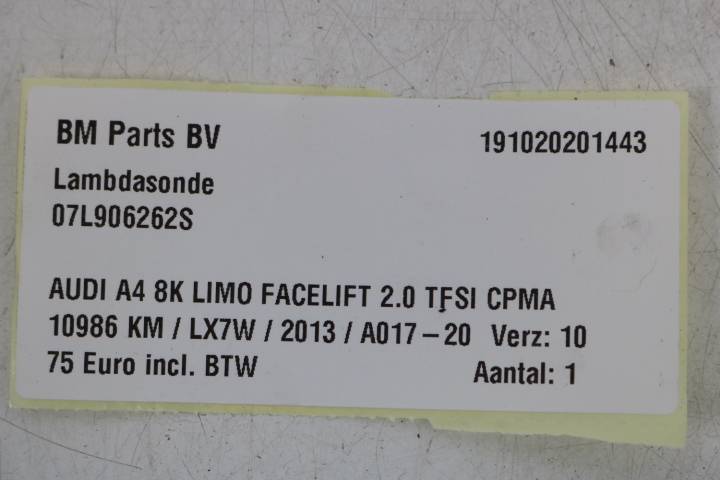 BM Parts BV 191020201443
Lambdasonde
07L906262S
AUDI A4 8K LIMO FACELIFT 2.0 TFSI CPMA
10986 KM / LX7W / 2013 / A017-20 Verz: 10
75 Euro incl. BTW Aantal: 1